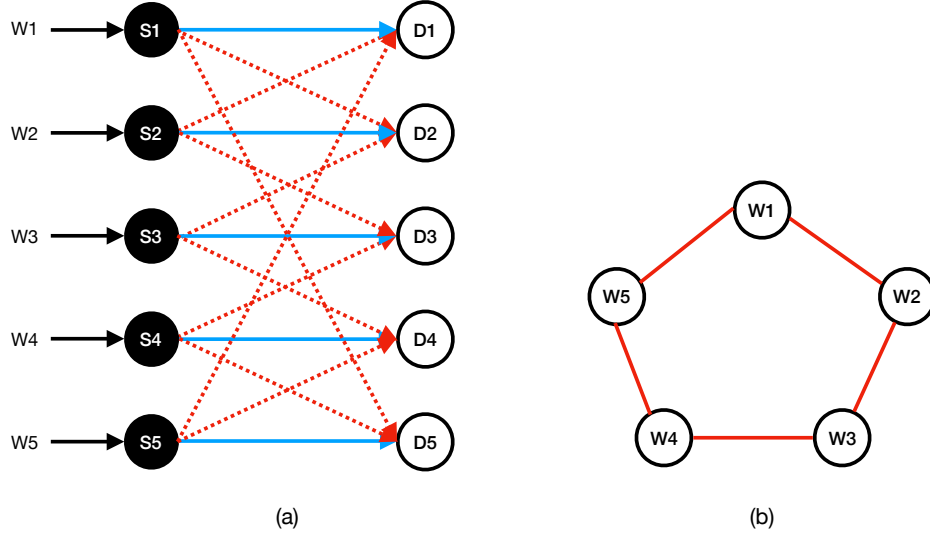 W1 S1 D1
W2 S2 D2
W3 S3 D3
W4 S4 D4
W5 S5 D5
(a)
W1
W5 W2
W4 W3
(b)